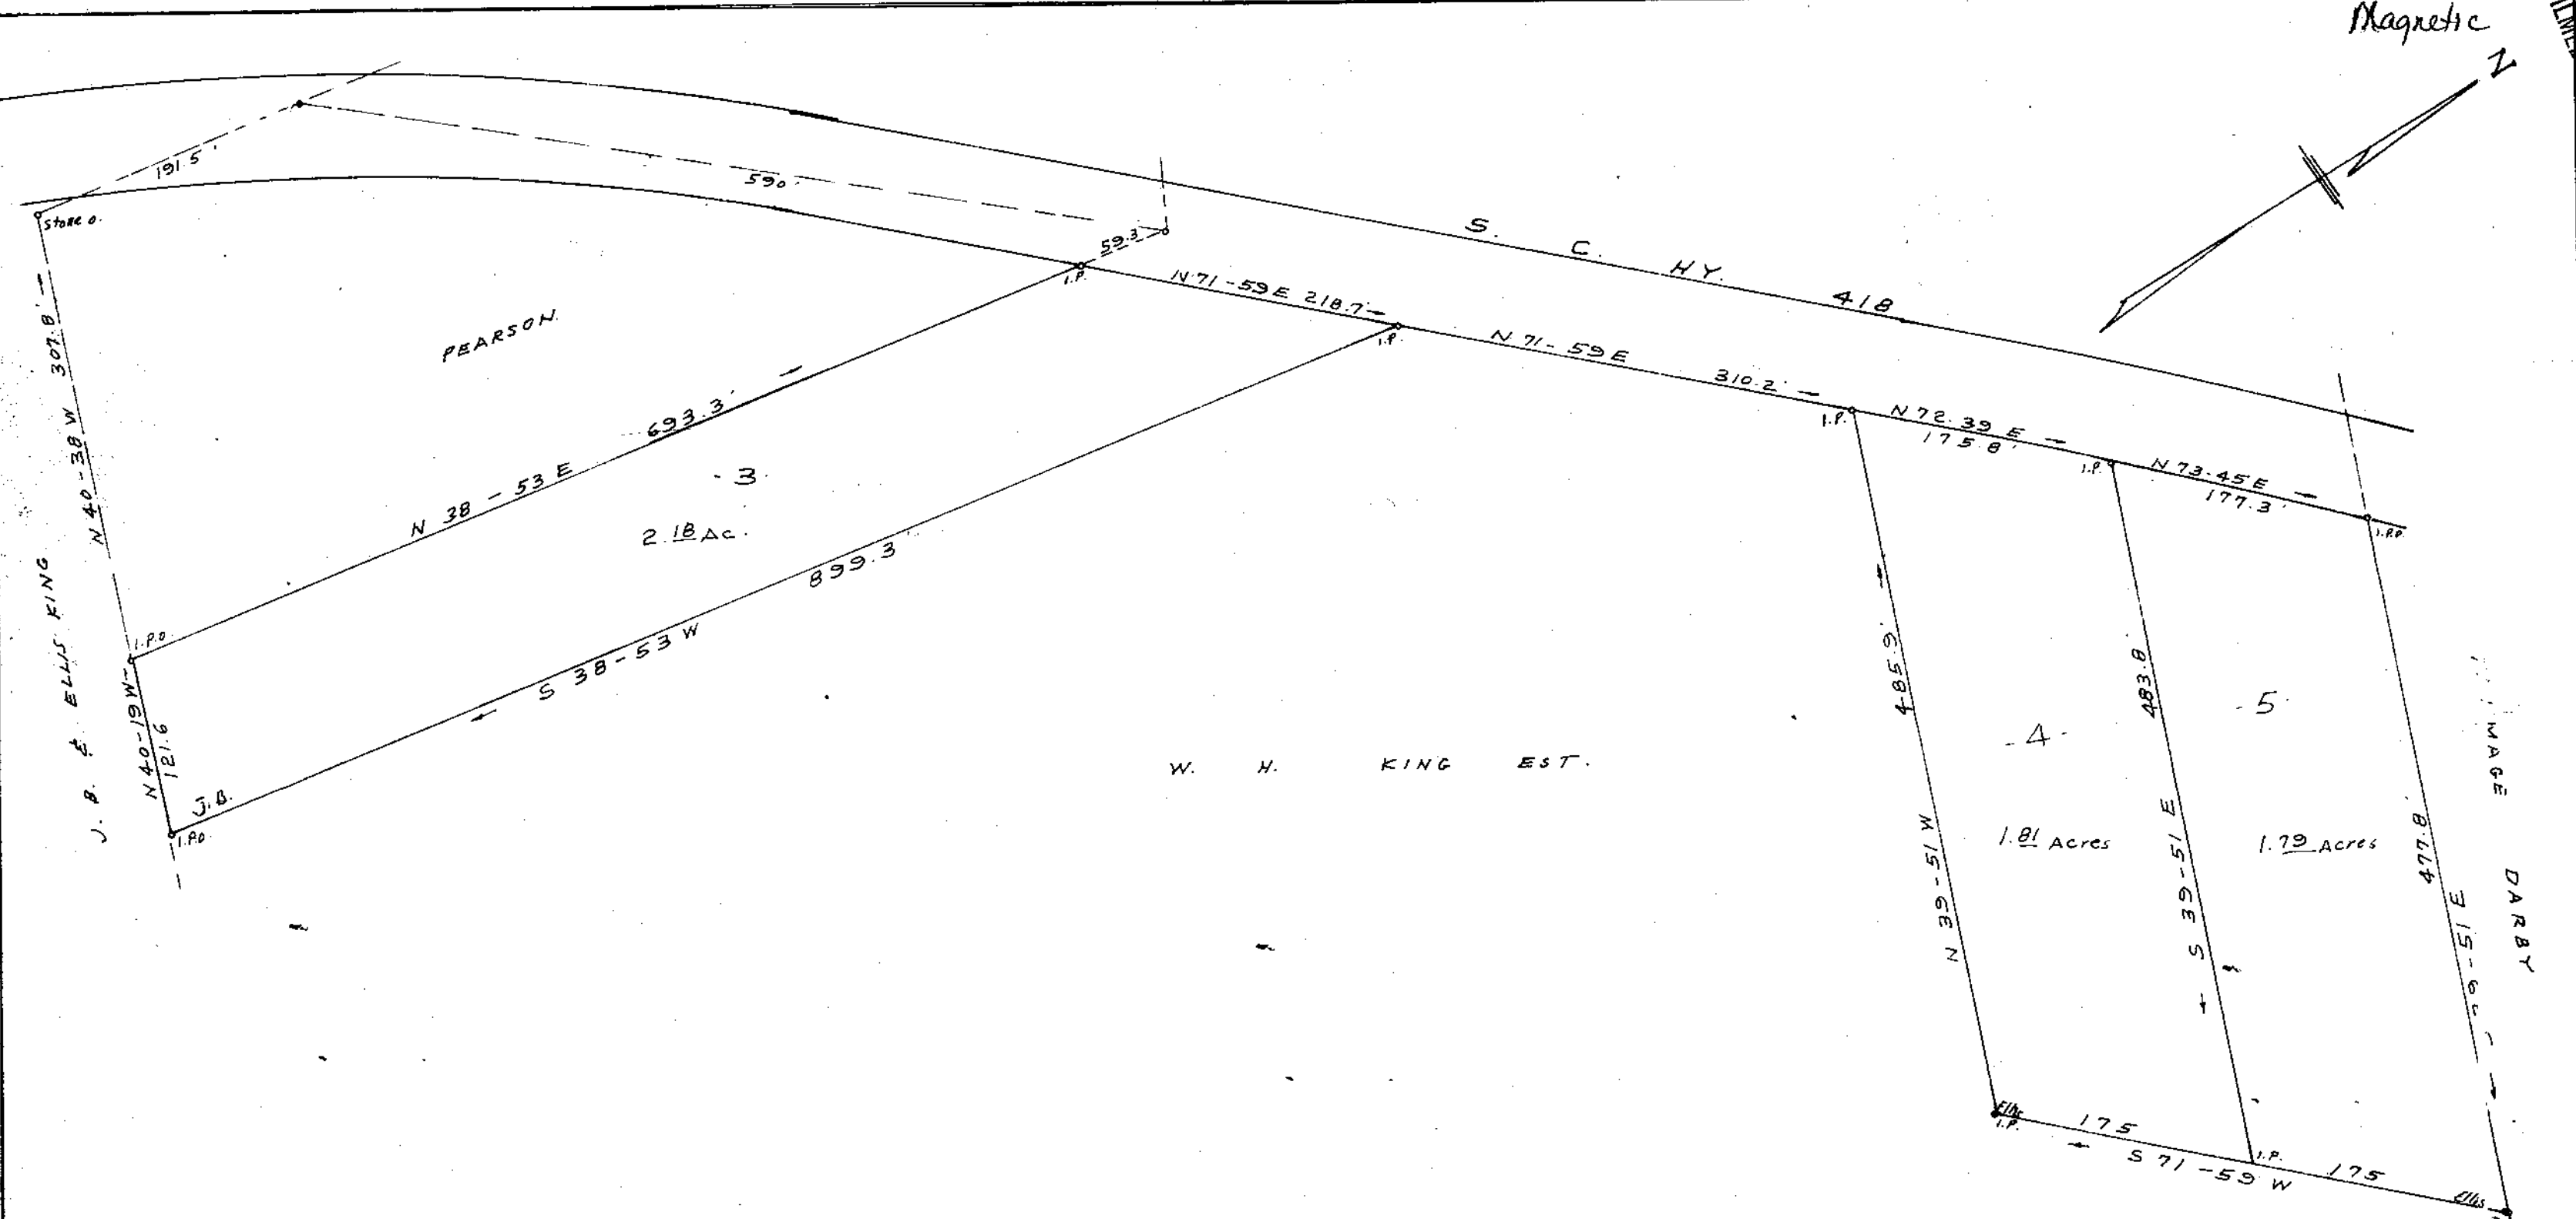 Magnetic
N
191.5'
590'
59.3
Stone o.
S. C. HY. 418
I.P.
N 71-59 E 218.7'
I.P.
N 71-59 E 310.2'
I.P.
N 72.39 E
175.8'
I.P.
N 73-45 E
177.3'
I.P.P.
PEARSON.
N 40-38 W 307.8'
J. B. & ELLIS KING
N 38-53 E 693.3'
-3-
2.18 Ac.
S 38-53 W 899.3'
I.P.O.
N 40-19 W
121.6
J.B.
I.P.O.
W. H. KING EST.
N 39-51 W 485.9'
-4-
1.81 Acres
S 39-51 E 483.8'
-5-
1.79 Acres
477.8'
MAGE DARBY
Ellis
I.P.
175
S 71-59 W
I.P.
175
Ellis